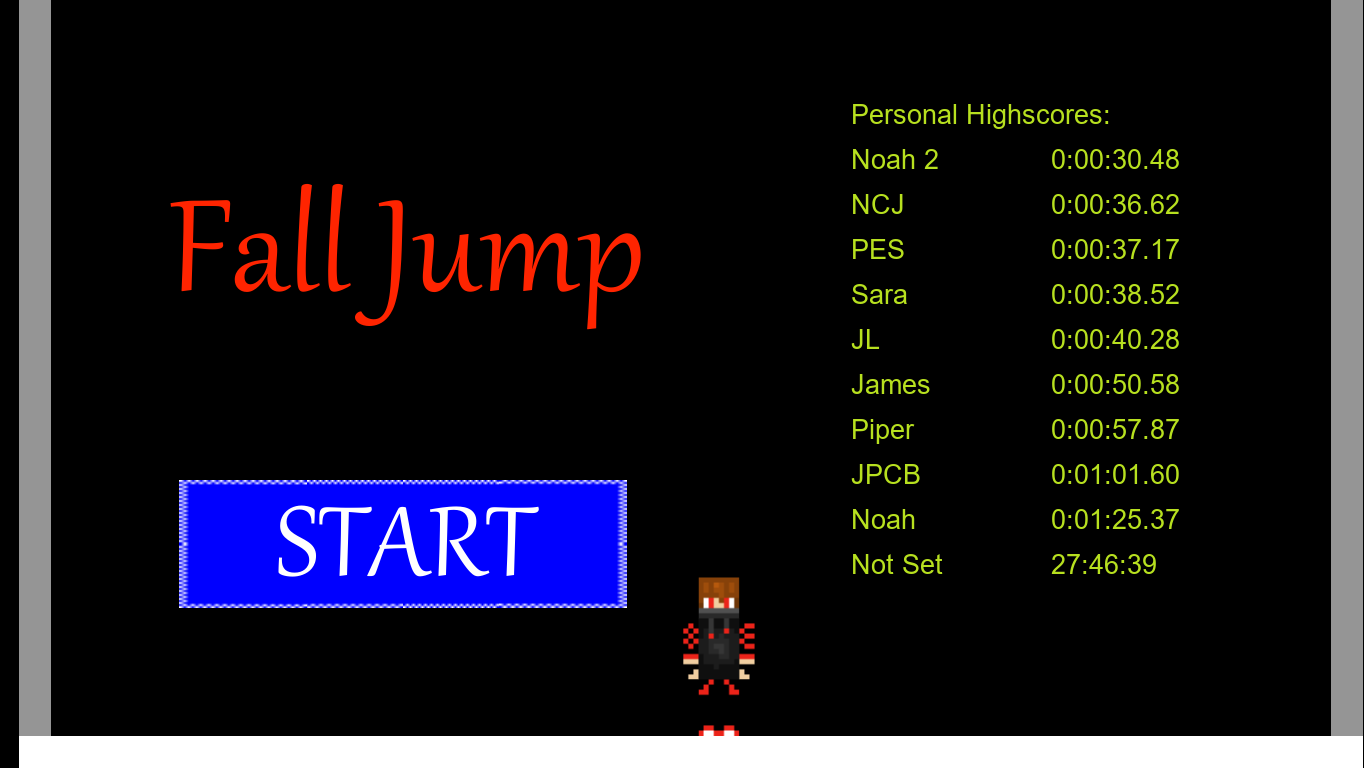 Fall Jump
START
Personal Highscores:
Noah 2 0:00:30.48
NCJ 0:00:36.62
PES 0:00:37.17
Sara 0:00:38.52
JL 0:00:40.28
James 0:00:50.58
Piper 0:00:57.87
JPCB 0:01:01.60
Noah 0:01:25.37
Not Set 27:46:39